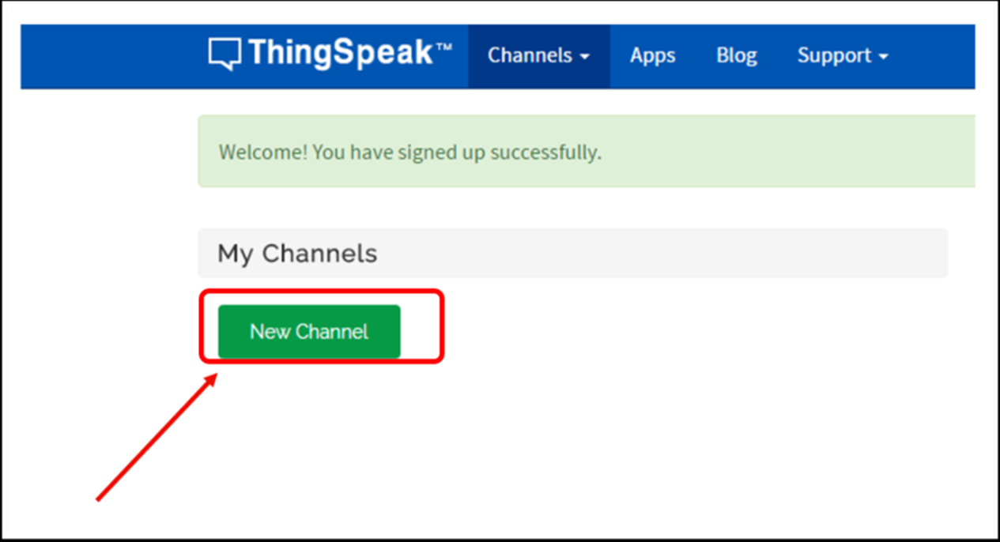 ThingSpeak™ Channels Apps Blog Support
Welcome! You have signed up successfully.
My Channels
New Channel